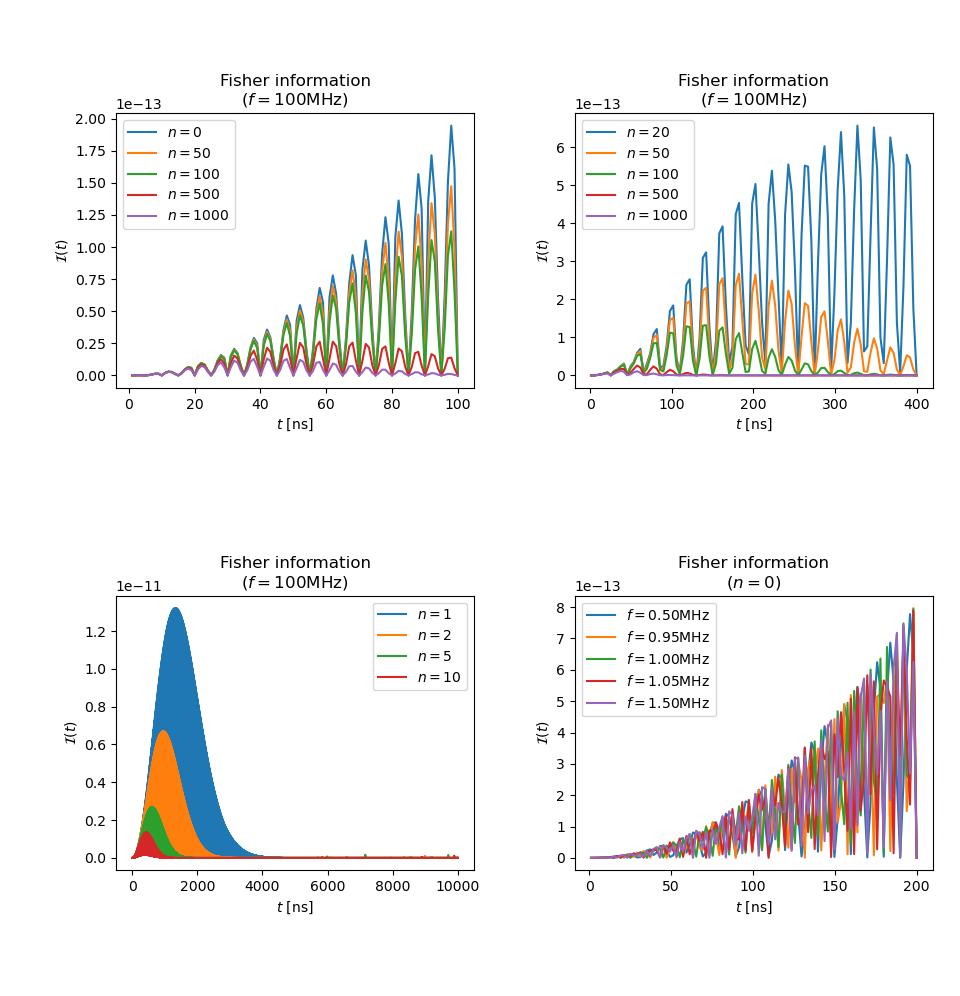 Fisher information
(f = 100MHz)
1e−13
n = 0
n = 50
n = 100
n = 500
n = 1000
2.00
1.75
1.50
1.25
1.00
0.75
0.50
0.25
0.00
I(t)
0 20 40 60 80 100
t [ns]
Fisher information
(f = 100MHz)
1e−13
n = 20
n = 50
n = 100
n = 500
n = 1000
6
5
4
3
2
1
0
I(t)
0 100 200 300 400
t [ns]
Fisher information
(f = 100MHz)
1e−11
n = 1
n = 2
n = 5
n = 10
1.2
1.0
0.8
0.6
0.4
0.2
0.0
I(t)
0 2000 4000 6000 8000 10000
t [ns]
Fisher information
(n = 0)
1e−13
f = 0.50MHz
f = 0.95MHz
f = 1.00MHz
f = 1.05MHz
f = 1.50MHz
8
7
6
5
4
3
2
1
0
I(t)
0 50 100 150 200
t [ns]